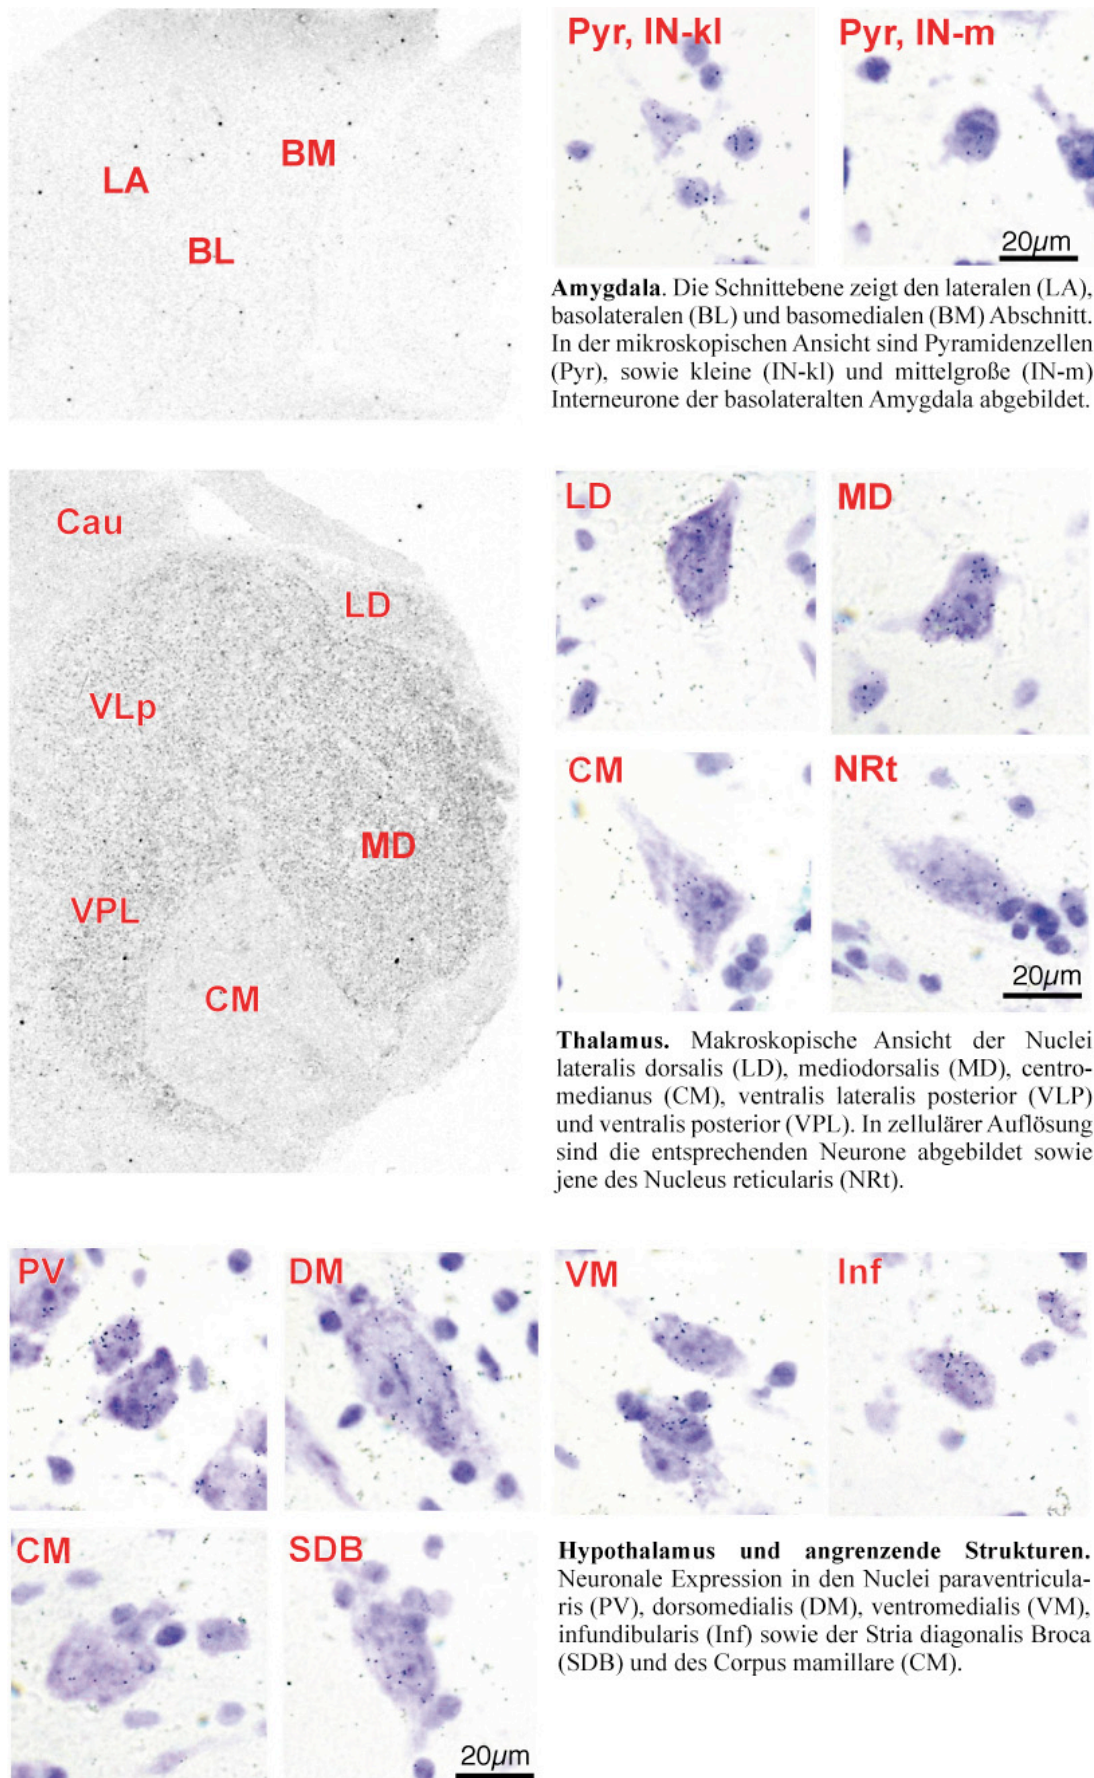 LA
BM
BL
Pyr, IN-kl
Pyr, IN-m
20µm
Amygdala. Die Schnittebene zeigt den lateralen (LA),
basolateralen (BL) und basomedialen (BM) Abschnitt.
In der mikroskopischen Ansicht sind Pyramidenzellen
(Pyr), sowie kleine (IN-kl) und mittelgroße (IN-m)
Interneurone der basolateralten Amygdala abgebildet.
Cau
LD
VLp
MD
VPL
CM
LD
MD
CM
NRt
20µm
Thalamus. Makroskopische Ansicht der Nuclei
lateralis dorsalis (LD), mediodorsalis (MD), centro-
medianus (CM), ventralis lateralis posterior (VLP)
und ventralis posterior (VPL). In zellulärer Auflösung
sind die entsprechenden Neurone abgebildet sowie
jene des Nucleus reticularis (NRt).
PV
DM
VM
Inf
CM
SDB
20µm
Hypothalamus und angrenzende Strukturen.
Neuronale Expression in den Nuclei paraventricula-
ris (PV), dorsomedialis (DM), ventromedialis (VM),
infundibularis (Inf) sowie der Stria diagonalis Broca
(SDB) und des Corpus mamillare (CM).